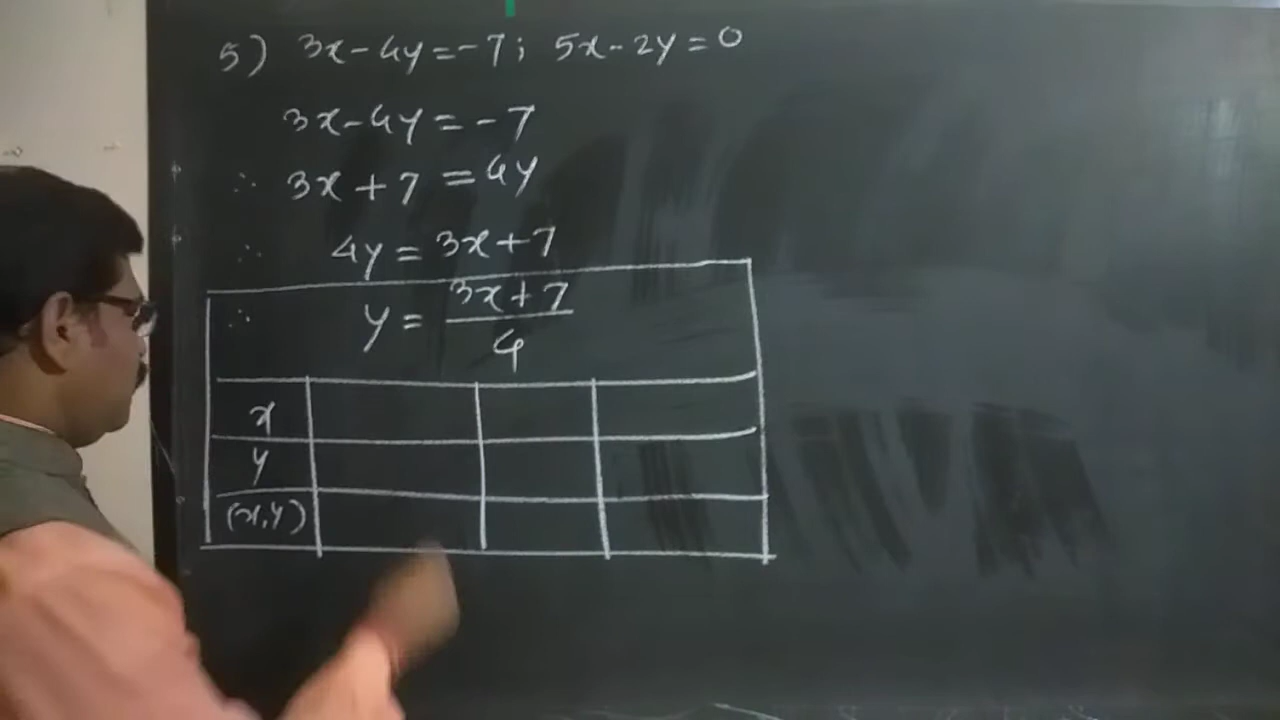 5) 3x-4y=-7; 5x-2y=0
3x-4y=-7
∴ 3x+7=4y
∴ 4y=3x+7
∴ y=(3x+7)/4
x
y
(x,y)